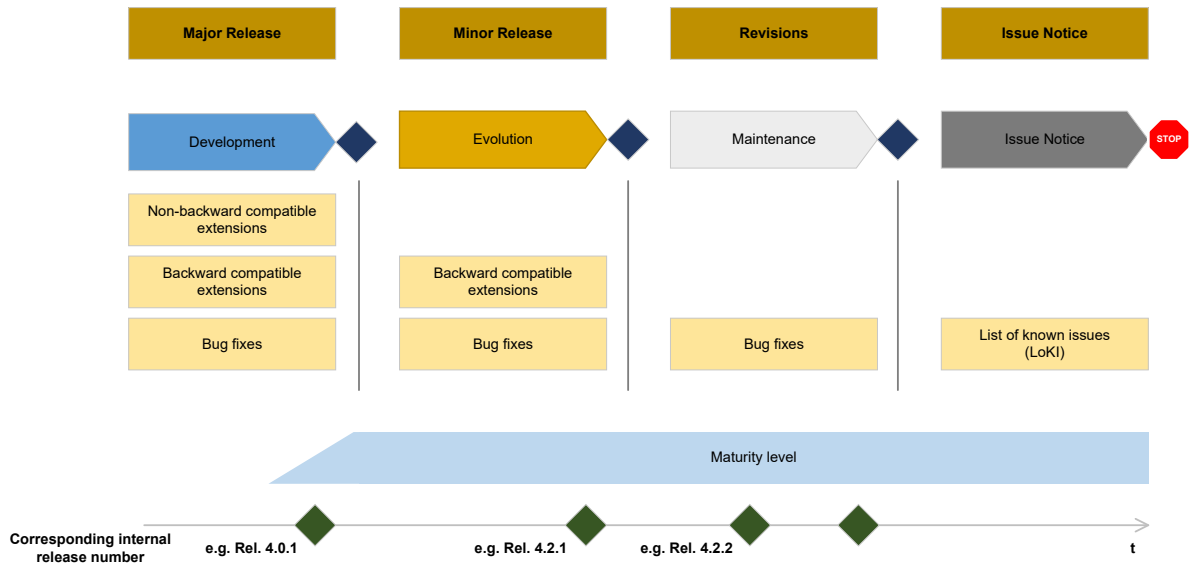 Major Release
Minor Release
Revisions
Issue Notice
Development
Evolution
Maintenance
Issue Notice
STOP
Non-backward compatible
extensions
Backward compatible
extensions
Backward compatible
extensions
Bug fixes
Bug fixes
Bug fixes
List of known issues
(LoKI)
Maturity level
Corresponding internal
release number
e.g. Rel. 4.0.1
e.g. Rel. 4.2.1
e.g. Rel. 4.2.2
t